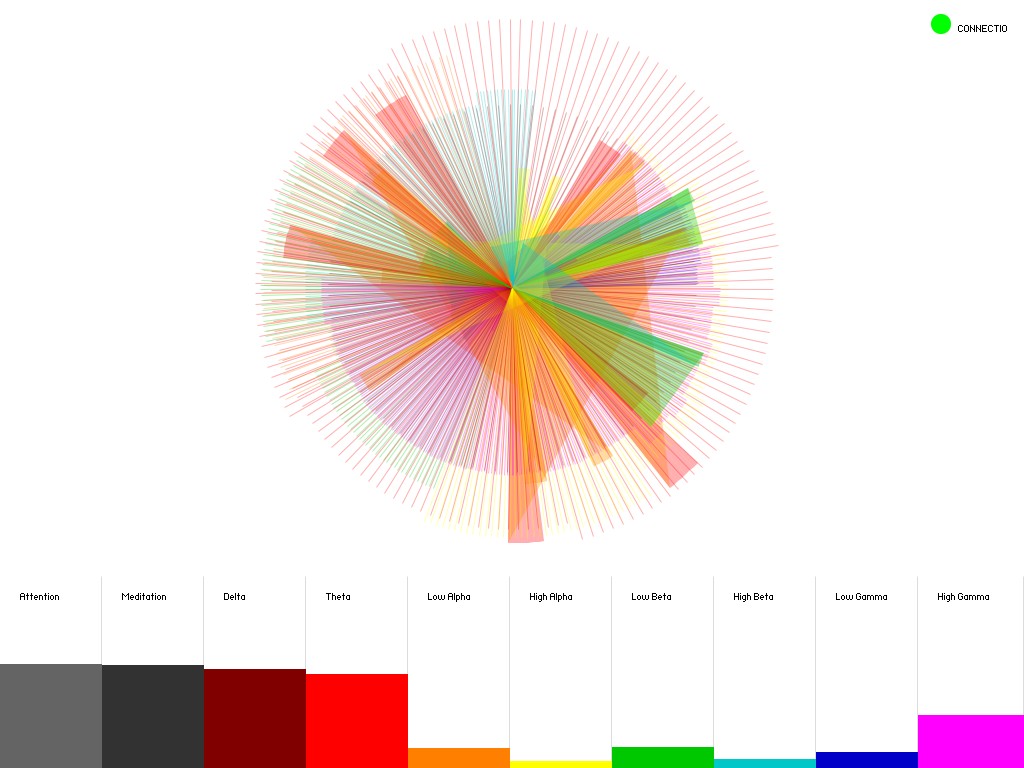 CONNECTIO
Attention
Meditation
Delta
Theta
Low Alpha
High Alpha
Low Beta
High Beta
Low Gamma
High Gamma